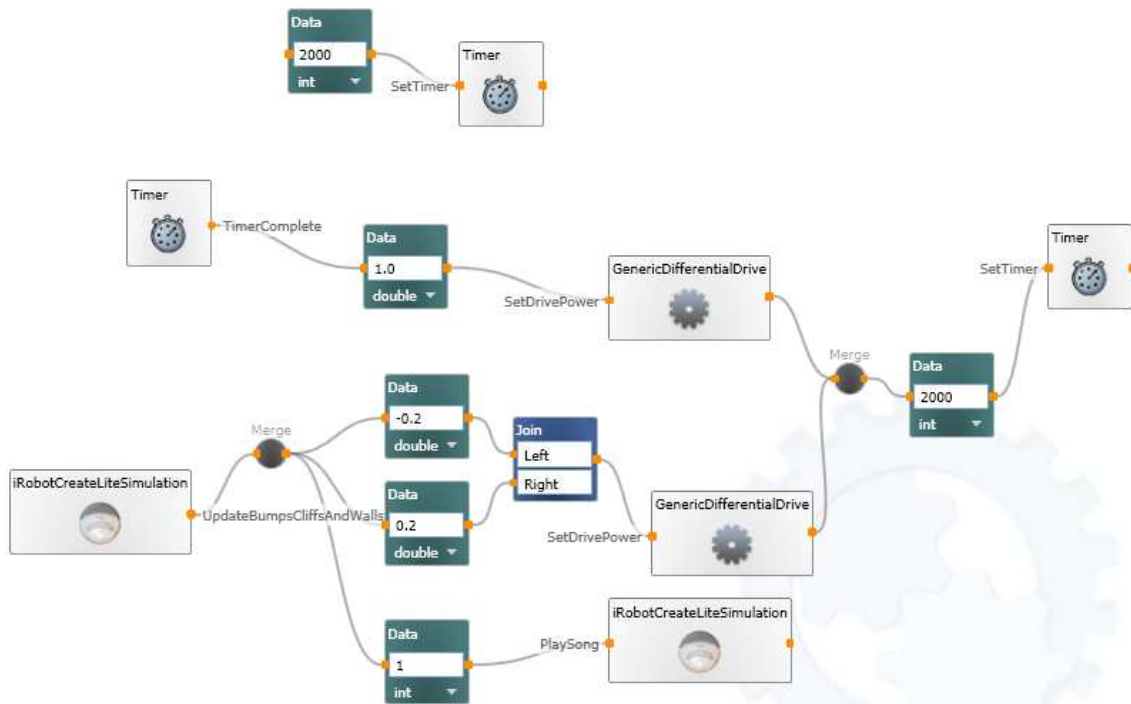 Data
2000
int
SetTimer
Timer
Timer
TimerComplete
Data
1.0
double
SetDrivePower
GenericDifferentialDrive
Merge
Data
2000
int
SetTimer
Timer
iRobotCreateLiteSimulation
UpdateBumpsCliffsAndWalls
Merge
Data
-0.2
double
Data
0.2
double
Join
Left
Right
SetDrivePower
GenericDifferentialDrive
Data
1
int
PlaySong
iRobotCreateLiteSimulation